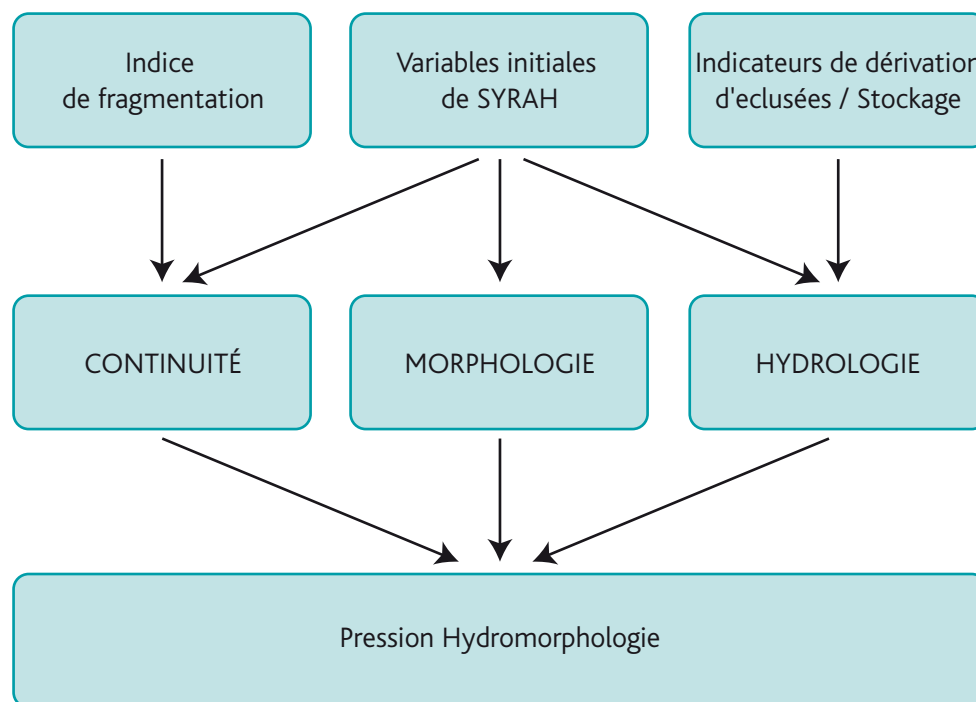 Indice
de fragmentation
Variables initiales
de SYRAH
Indicateurs de dérivation
d'eclusées / Stockage
CONTINUITÉ
MORPHOLOGIE
HYDROLOGIE
Pression Hydromorphologie